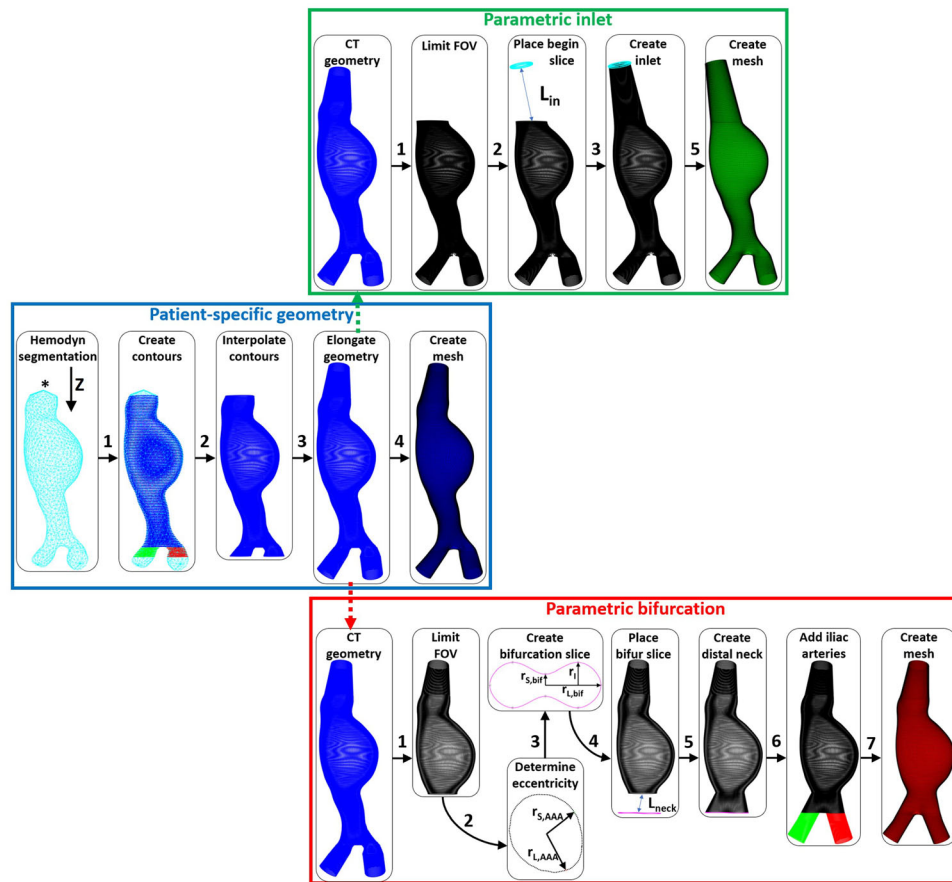 Parametric inlet
CT
geometry
Limit FOV
Place begin
slice
Create
inlet
Create
mesh
L_in
1
2
3
5
Patient-specific geometry
Hemodyn
segmentation
Create
contours
Interpolate
contours
Elongate
geometry
Create
mesh
*
Z
1
2
3
4
Parametric bifurcation
CT
geometry
Limit
FOV
Create
bifurcation slice
Place
bifur slice
Create
distal neck
Add iliac
arteries
Create
mesh
r_S,bif
r_l
r_L,bif
1
3
4
5
6
7
Determine
eccentricity
L_neck
2
r_S,AAA
r_L,AAA